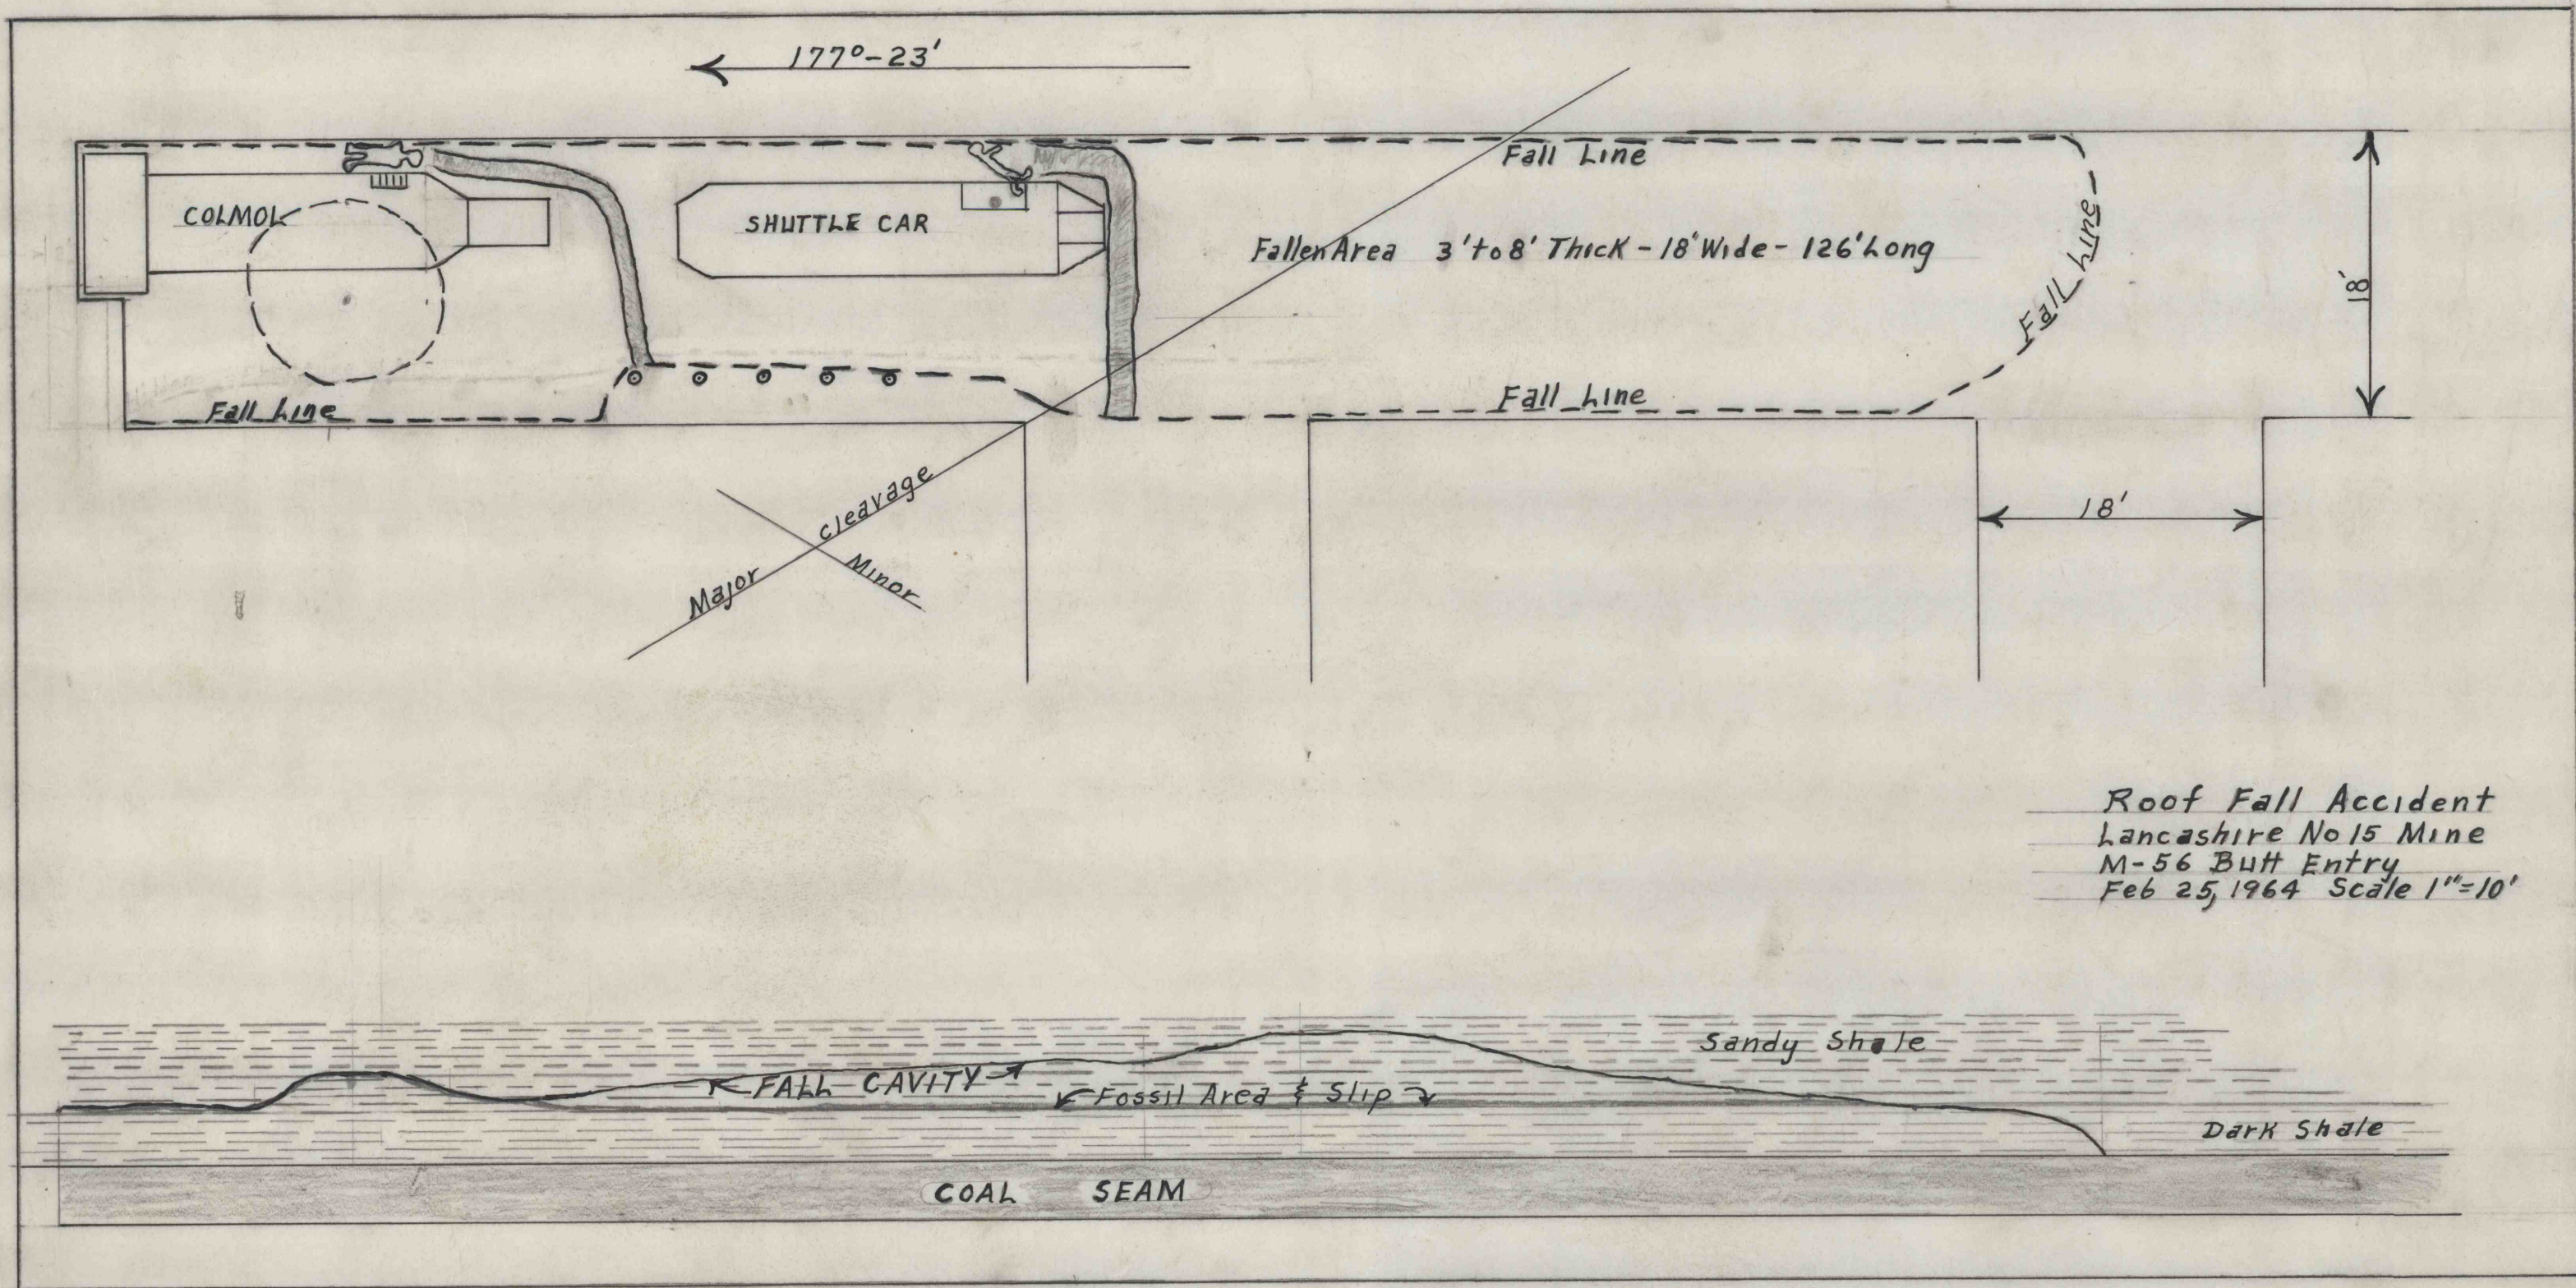 177°-23'
Fall Line
COLMOL
SHUTTLE CAR
Fallen Area 3' to 8' Thick - 18' Wide - 126' Long
Fall Line
18'
Fall Line
Fall Line
Major cleavage
Minor
18'
Roof Fall Accident
Lancashire No 15 Mine
M-56 Butt Entry
Feb 25, 1964 Scale 1"=10'
Sandy Shale
FALL CAVITY
Fossil Area & Slip
Dark Shale
COAL SEAM